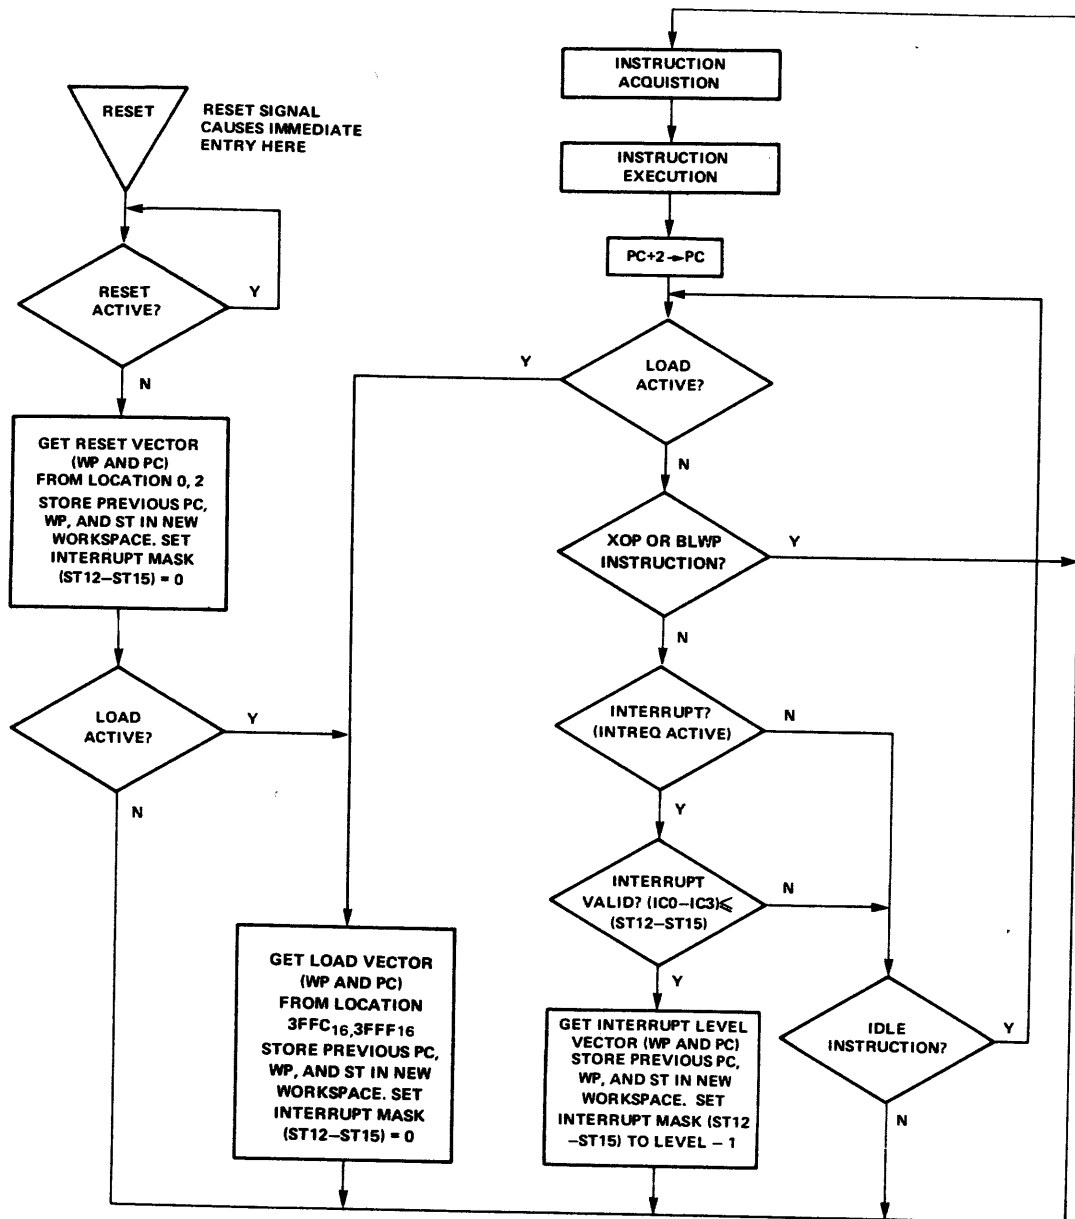 RESET
RESET SIGNAL
CAUSES IMMEDIATE
ENTRY HERE
RESET
ACTIVE?
Y
N
GET RESET VECTOR
(WP AND PC)
FROM LOCATION 0, 2
STORE PREVIOUS PC,
WP, AND ST IN NEW
WORKSPACE. SET
INTERRUPT MASK
(ST12–ST15) = 0
LOAD
ACTIVE?
Y
N
GET LOAD VECTOR
(WP AND PC)
FROM LOCATION
3FFC₁₆,3FFF₁₆
STORE PREVIOUS PC,
WP, AND ST IN NEW
WORKSPACE. SET
INTERRUPT MASK
(ST12–ST15) = 0
INSTRUCTION
ACQUISTION
INSTRUCTION
EXECUTION
PC+2→PC
LOAD
ACTIVE?
Y
N
XOP OR BLWP
INSTRUCTION?
Y
N
INTERRUPT?
(INTREQ ACTIVE)
N
Y
INTERRUPT
VALID? (IC0–IC3)⩽
(ST12–ST15)
N
Y
GET INTERRUPT LEVEL
VECTOR (WP AND PC)
STORE PREVIOUS PC,
WP, AND ST IN NEW
WORKSPACE. SET
INTERRUPT MASK (ST12
–ST15) TO LEVEL – 1
IDLE
INSTRUCTION?
Y
N